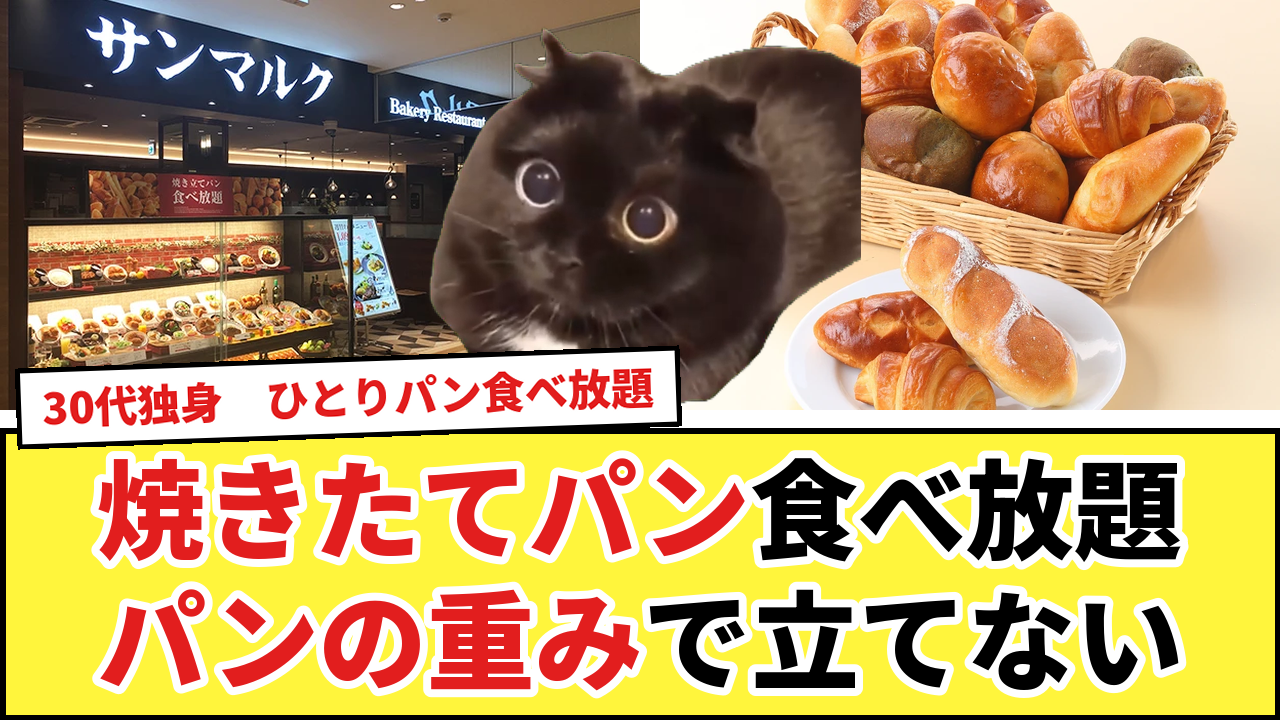 サンマルク
Bakery Restaurant
焼き立てパン
食べ放題
30代独身　ひとりパン食べ放題
焼きたてパン食べ放題
パンの重みで立てない